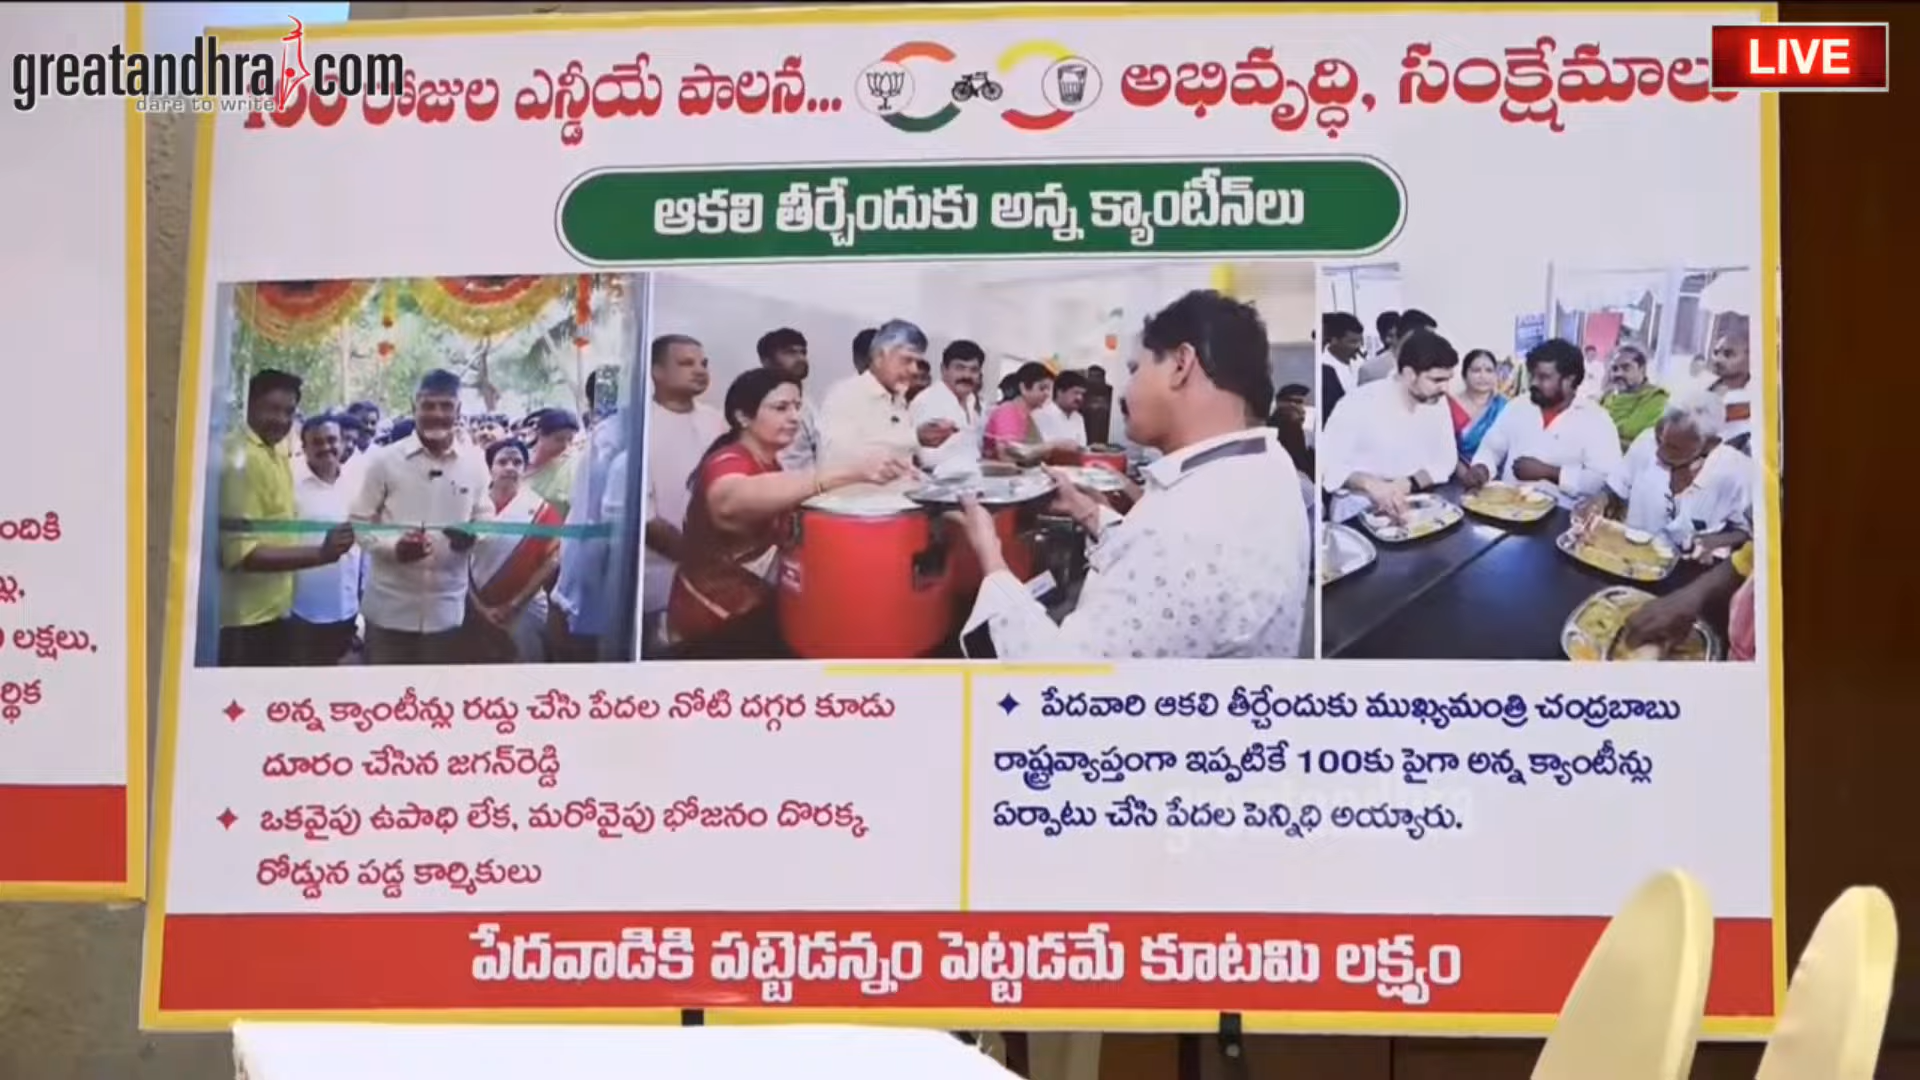 greatandhra.com
dare to write
LIVE
100 రోజుల ఎన్డీయే పాలన... అభివృద్ధి, సంక్షేమాలు
ఆకలి తీర్చేందుకు అన్న క్యాంటీన్‌లు
ందికి
లక్షలు,
ర్థిక
✦ అన్న క్యాంటీన్లు రద్దు చేసి పేదల నోటి దగ్గర కూడు
దూరం చేసిన జగన్‌రెడ్డి
✦ ఒకవైపు ఉపాధి లేక, మరోవైపు భోజనం దొరక్క
రోడ్డున పడ్డ కార్మికులు
✦ పేదవారి ఆకలి తీర్చేందుకు ముఖ్యమంత్రి చంద్రబాబు
రాష్ట్రవ్యాప్తంగా ఇప్పటికే 100కు పైగా అన్న క్యాంటీన్లు
ఏర్పాటు చేసి పేదల పెన్నిధి అయ్యారు.
పేదవాడికి పట్టెడన్నం పెట్టడమే కూటమి లక్ష్యం